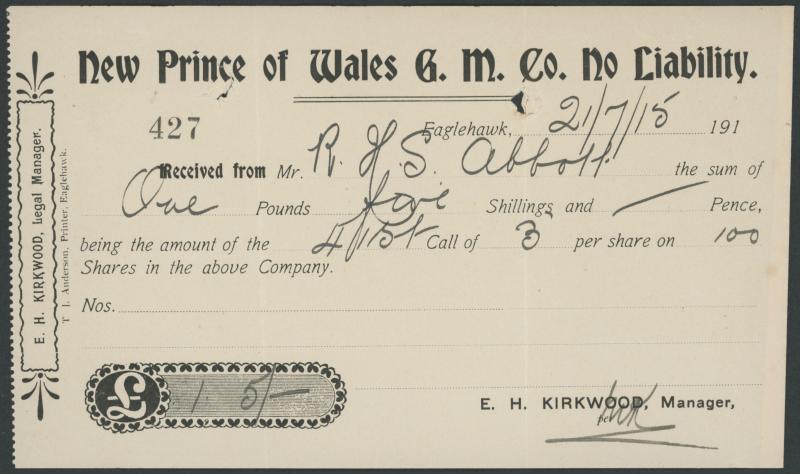 New Prince of Wales G. M. Co. No Liability.
427
Eaglehawk, 21/7/15 191
Received from Mr. R. H. S. Abbott the sum of
One Pounds five Shillings and — Pence,
being the amount of the 41st Call of 3 per share on 100
Shares in the above Company.
Nos.
£ 1 5/-
E. H. KIRKWOOD, Manager,
per
E. H. KIRKWOOD, Legal Manager.
T. J. Anderson, Printer, Eaglehawk.